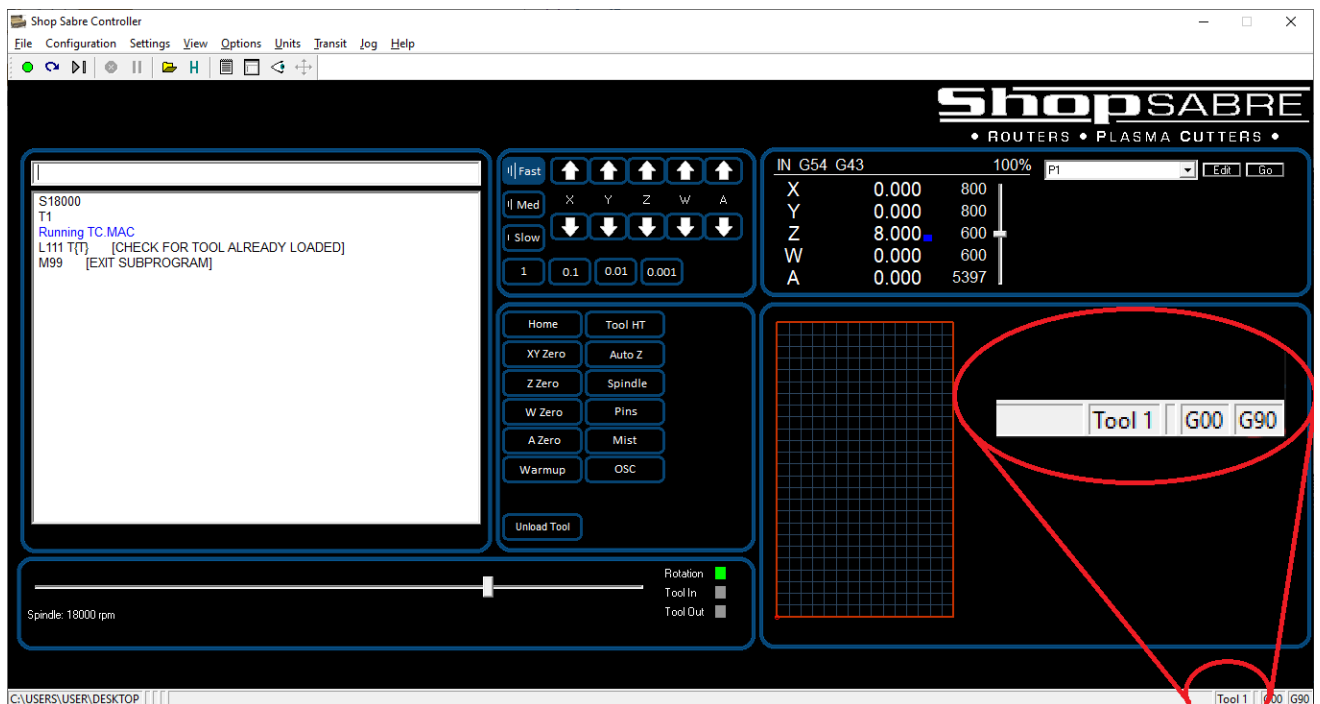 Shop Sabre Controller
File Configuration Settings View Options Units Transit Jog Help
H
ShopSABRE
• ROUTERS • PLASMA CUTTERS •
S18000
T1
Running TC.MAC
L111 T{T} [CHECK FOR TOOL ALREADY LOADED]
M99 [EXIT SUBPROGRAM]
Fast
Med
Slow
X Y Z W A
1 0.1 0.01 0.001
IN G54 G43 100% P1 Edit Go
X 0.000 800
Y 0.000 800
Z 8.000 600
W 0.000 600
A 0.000 5397
Home Tool HT
XY Zero Auto Z
Z Zero Spindle
W Zero Pins
A Zero Mist
Warmup OSC
Unload Tool
Tool 1 G00 G90
Rotation
Tool In
Tool Out
Spindle: 18000 rpm
C:\USERS\USER\DESKTOP Tool 1 G00 G90